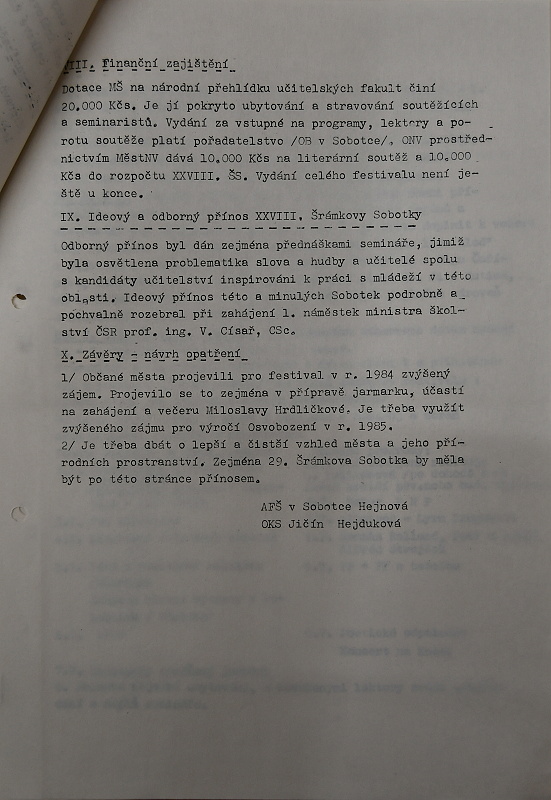 VIII. Finanční zajištění
Dotace MŠ na národní přehlídku učitelských fakult činí
20.000 Kčs. Je jí pokryto ubytování a stravování soutěžících
a seminaristů. Vydání za vstupné na programy, lektory a po-
rotu soutěže platí pořadatelstvo /OB v Sobotce/, ONV prostřed-
nictvím MěstNV dává 10.000 Kčs na literární soutěž a 10.000
Kčs do rozpočtu XXVIII. ŠS. Vydání celého festivalu není je-
ště u konce.
IX. Ideový a odborný přínos XXVIII. Šrámkovy Sobotky
Odborný přínos byl dán zejména přednáškami semináře, jimiž
byla osvětlena problematika slova a hudby a učitelé spolu
s kandidáty učitelství inspirováni k práci s mládeží v této
oblasti. Ideový přínos této a minulých Sobotek podrobně a
pochvalně rozebral při zahájení 1. náměstek ministra škol-
ství ČSR prof. ing. V. Císař, CSc.
X. Závěry - návrh opatření
1/ Občané města projevili pro festival v r. 1984 zvýšený
zájem. Projevilo se to zejména v přípravě jarmarku, účastí
na zahájení a večeru Miloslavy Hrdličkové. Je třeba využít
zvýšeného zájmu pro výročí Osvobození v r. 1985.
2/ Je třeba dbát o lepší a čistší vzhled města a jeho pří-
rodních prostranství. Zejména 29. Šrámkova Sobotka by měla
být po této stránce přínosem.
AFŠ v Sobotce Hejnová
OKS Jičín Hejduková